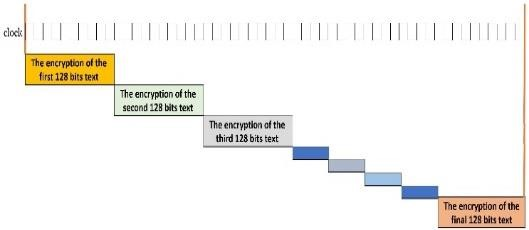 clock
The encryption of the
first 128 bits text
The encryption of the
second 128 bits text
The encryption of the
third 128 bits text
The encryption of the
final 128 bits text